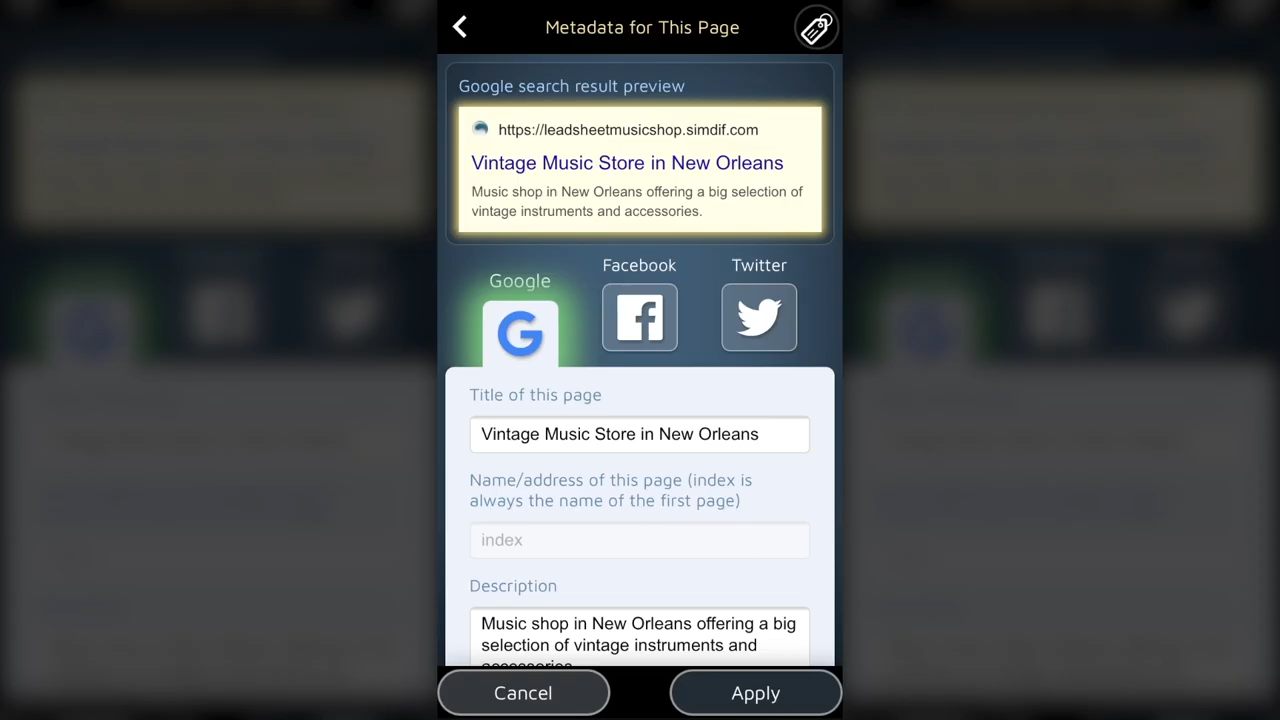 Metadata for This Page
Google search result preview
https://leadsheetmusicshop.simdif.com
Vintage Music Store in New Orleans
Music shop in New Orleans offering a big selection of
vintage instruments and accessories.
Google
Facebook
Twitter
Title of this page
Vintage Music Store in New Orleans
Name/address of this page (index is
always the name of the first page)
index
Description
Music shop in New Orleans offering a big
selection of vintage instruments and
accessories
Cancel
Apply